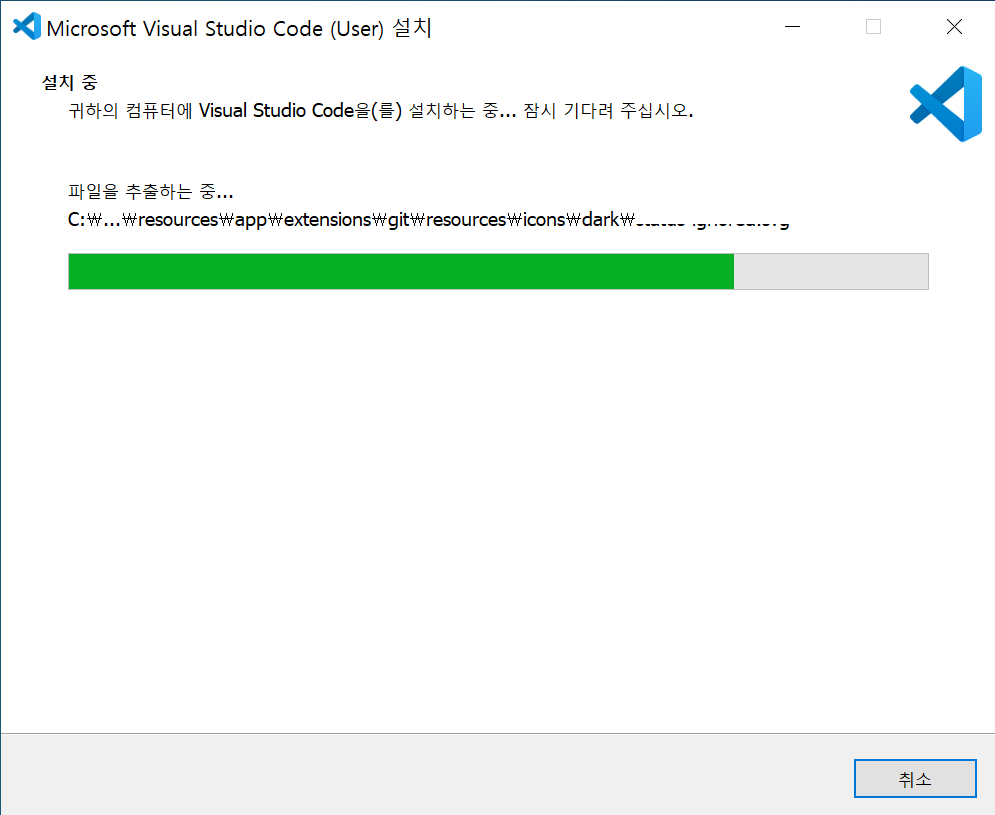 Microsoft Visual Studio Code (User) 설치
설치 중
귀하의 컴퓨터에 Visual Studio Code을(를) 설치하는 중... 잠시 기다려 주십시오.
파일을 추출하는 중...
C:₩...₩resources₩app₩extensions₩git₩resources₩icons₩dark₩
취소